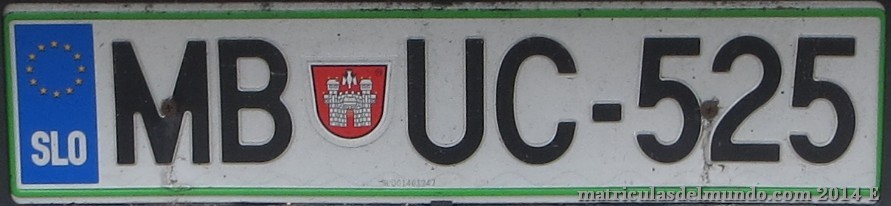 SLO MB UC-525
matriculasdelmundo.com 2014 E